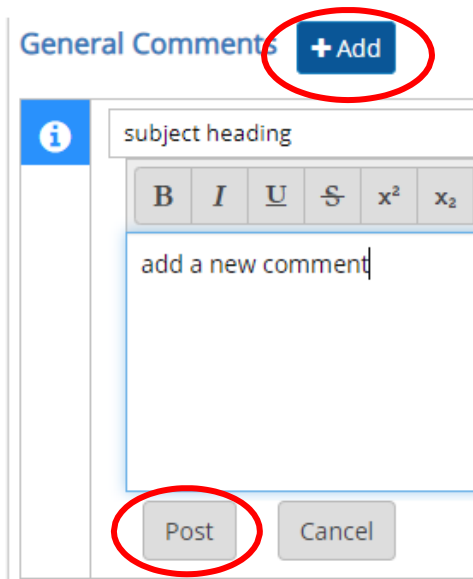 General Comments + Add
i
subject heading
B I U S x² x₂
add a new comment
Post Cancel